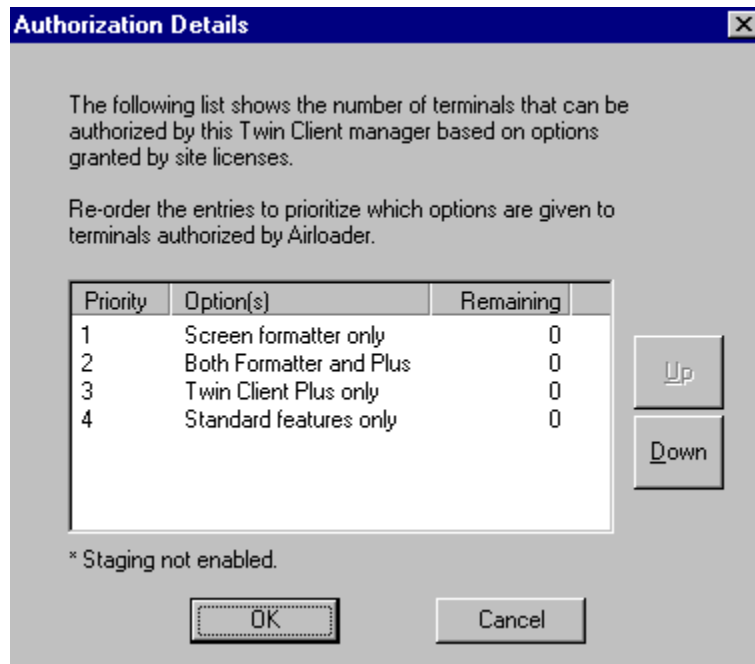 Authorization Details
The following list shows the number of terminals that can be
authorized by this Twin Client manager based on options
granted by site licenses.
Re-order the entries to prioritize which options are given to
terminals authorized by Airloader.
Priority Option(s) Remaining
1 Screen formatter only 0
2 Both Formatter and Plus 0
3 Twin Client Plus only 0
4 Standard features only 0
Up
Down
* Staging not enabled.
OK Cancel